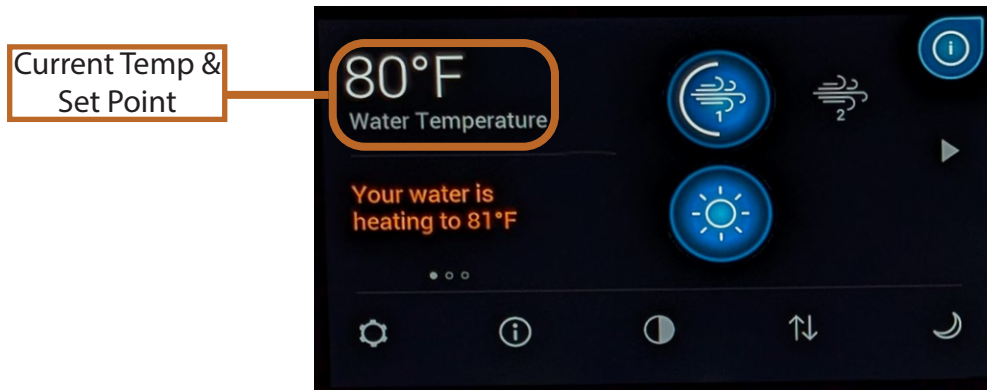 Current Temp &
Set Point
80°F
Water Temperature
Your water is
heating to 81°F
1
2